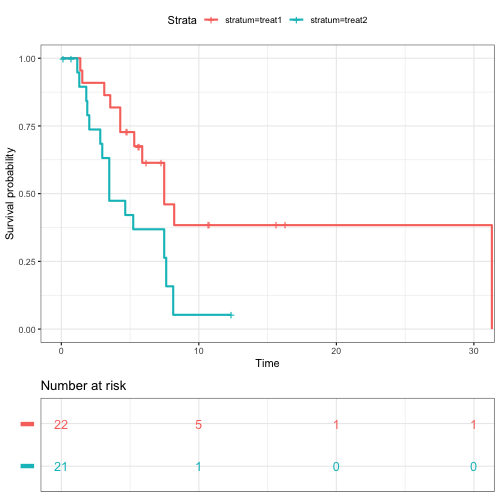 Strata stratum=treat1 stratum=treat2
Survival probability
1.00
0.75
0.50
0.25
0.00
0 10 20 30
Time
Number at risk
22 5 1 1
21 1 0 0